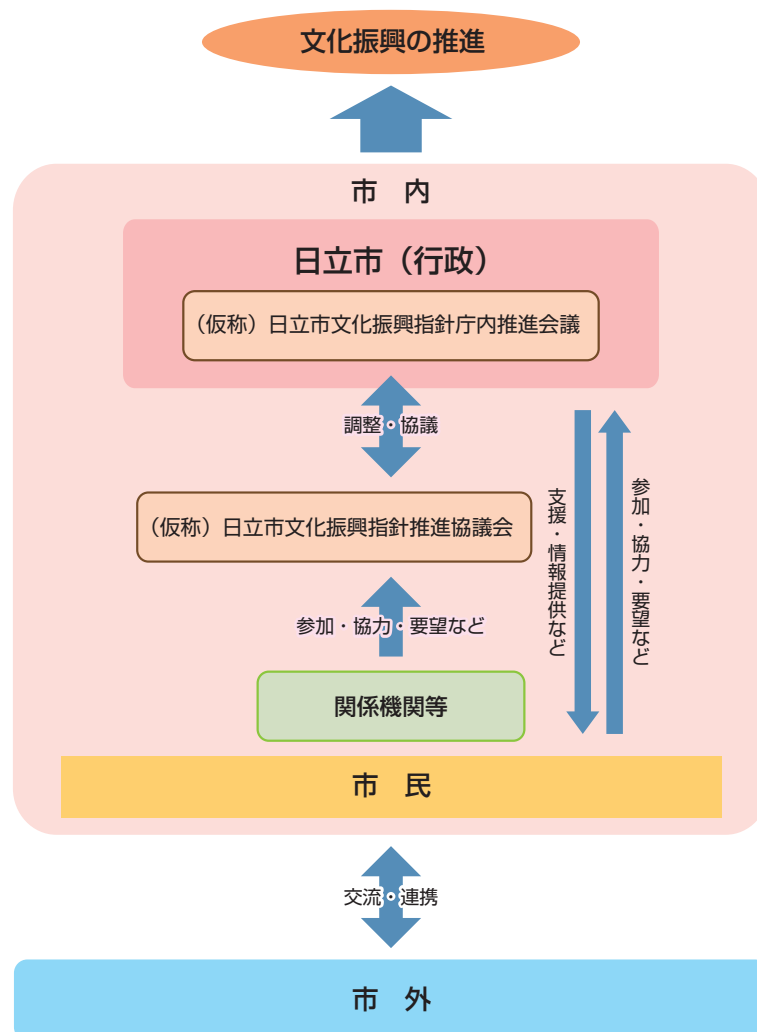 文化振興の推進
市 内
日立市（行政）
（仮称）日立市文化振興指針庁内推進会議
調整・協議
（仮称）日立市文化振興指針推進協議会
支援・情報提供など
参加・協力・要望など
参加・協力・要望など
関係機関等
市 民
交流・連携
市 外